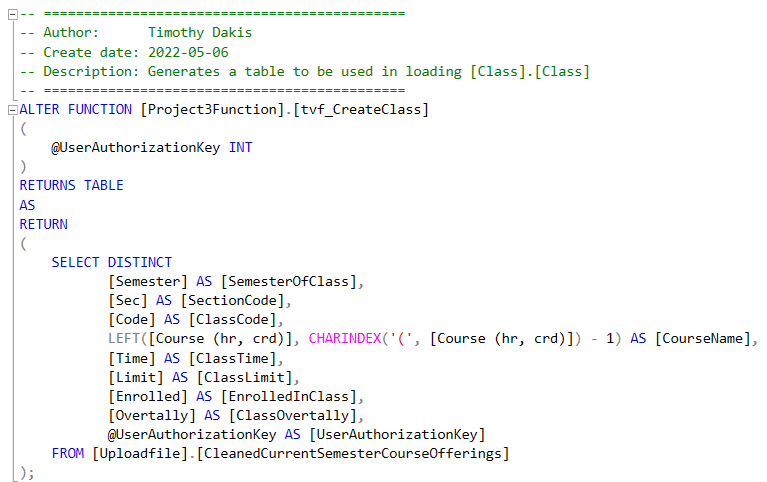 -- =============================================
-- Author:      Timothy Dakis
-- Create date: 2022-05-06
-- Description: Generates a table to be used in loading [Class].[Class]
-- =============================================
ALTER FUNCTION [Project3Function].[tvf_CreateClass]
(
    @UserAuthorizationKey INT
)
RETURNS TABLE
AS
RETURN
(
    SELECT DISTINCT
           [Semester] AS [SemesterOfClass],
           [Sec] AS [SectionCode],
           [Code] AS [ClassCode],
           LEFT([Course (hr, crd)], CHARINDEX('(', [Course (hr, crd)]) - 1) AS [CourseName],
           [Time] AS [ClassTime],
           [Limit] AS [ClassLimit],
           [Enrolled] AS [EnrolledInClass],
           [Overtally] AS [ClassOvertally],
           @UserAuthorizationKey AS [UserAuthorizationKey]
    FROM [Uploadfile].[CleanedCurrentSemesterCourseOfferings]
);